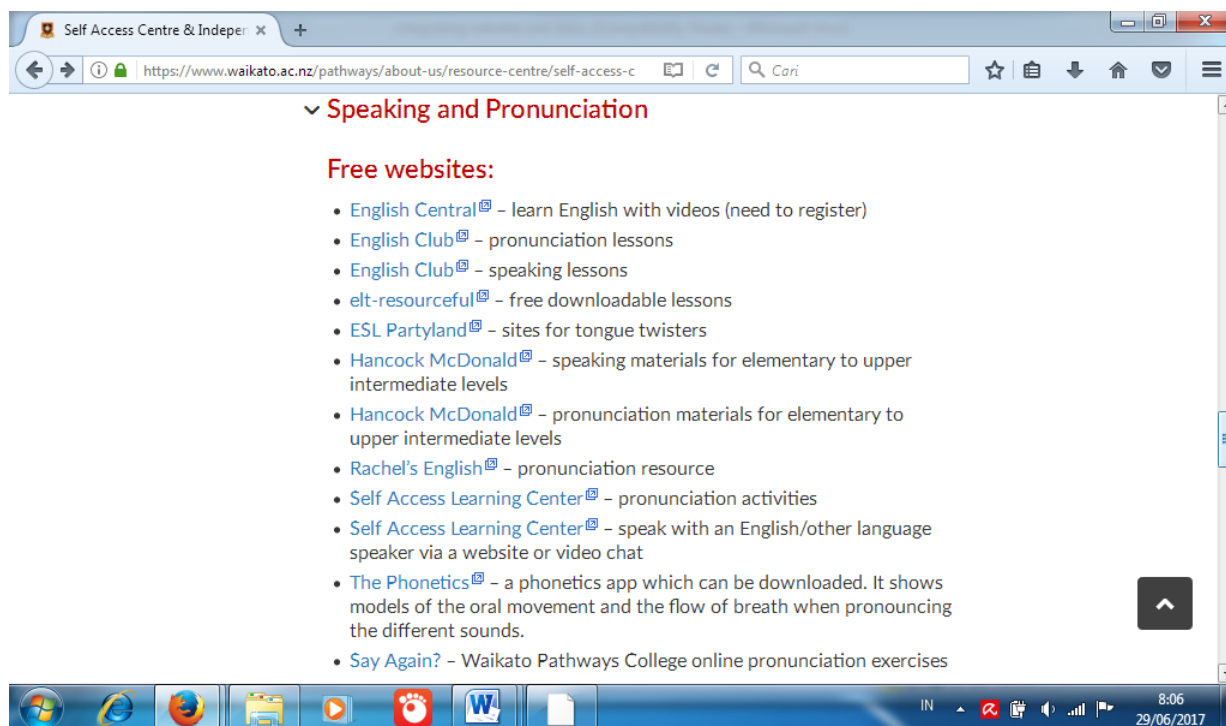 Self Access Centre & Indeper
https://www.waikato.ac.nz/pathways/about-us/resource-centre/self-access-c
Cari
Speaking and Pronunciation
Free websites:
• English Central – learn English with videos (need to register)
• English Club – pronunciation lessons
• English Club – speaking lessons
• elt-resourceful – free downloadable lessons
• ESL Partyland – sites for tongue twisters
• Hancock McDonald – speaking materials for elementary to upper
intermediate levels
• Hancock McDonald – pronunciation materials for elementary to
upper intermediate levels
• Rachel's English – pronunciation resource
• Self Access Learning Center – pronunciation activities
• Self Access Learning Center – speak with an English/other language
speaker via a website or video chat
• The Phonetics – a phonetics app which can be downloaded. It shows
models of the oral movement and the flow of breath when pronouncing
the different sounds.
• Say Again? – Waikato Pathways College online pronunciation exercises
IN
8:06
29/06/2017